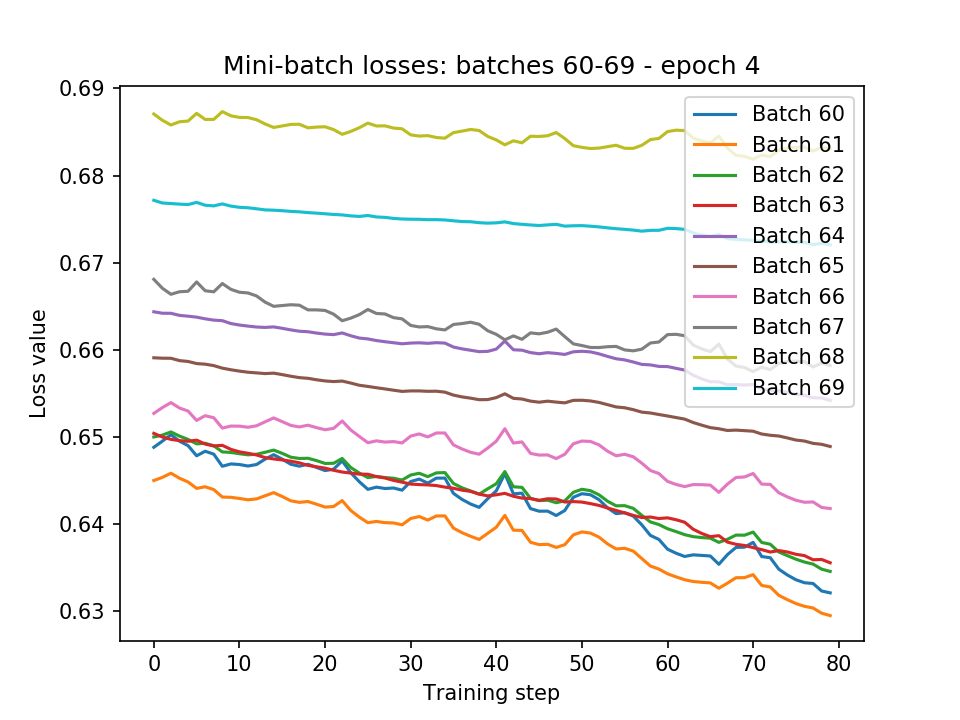 Mini-batch losses: batches 60-69 - epoch 4
Loss value
0.69
0.68
0.67
0.66
0.65
0.64
0.63
Batch 60
Batch 61
Batch 62
Batch 63
Batch 64
Batch 65
Batch 66
Batch 67
Batch 68
Batch 69
0 10 20 30 40 50 60 70 80
Training step